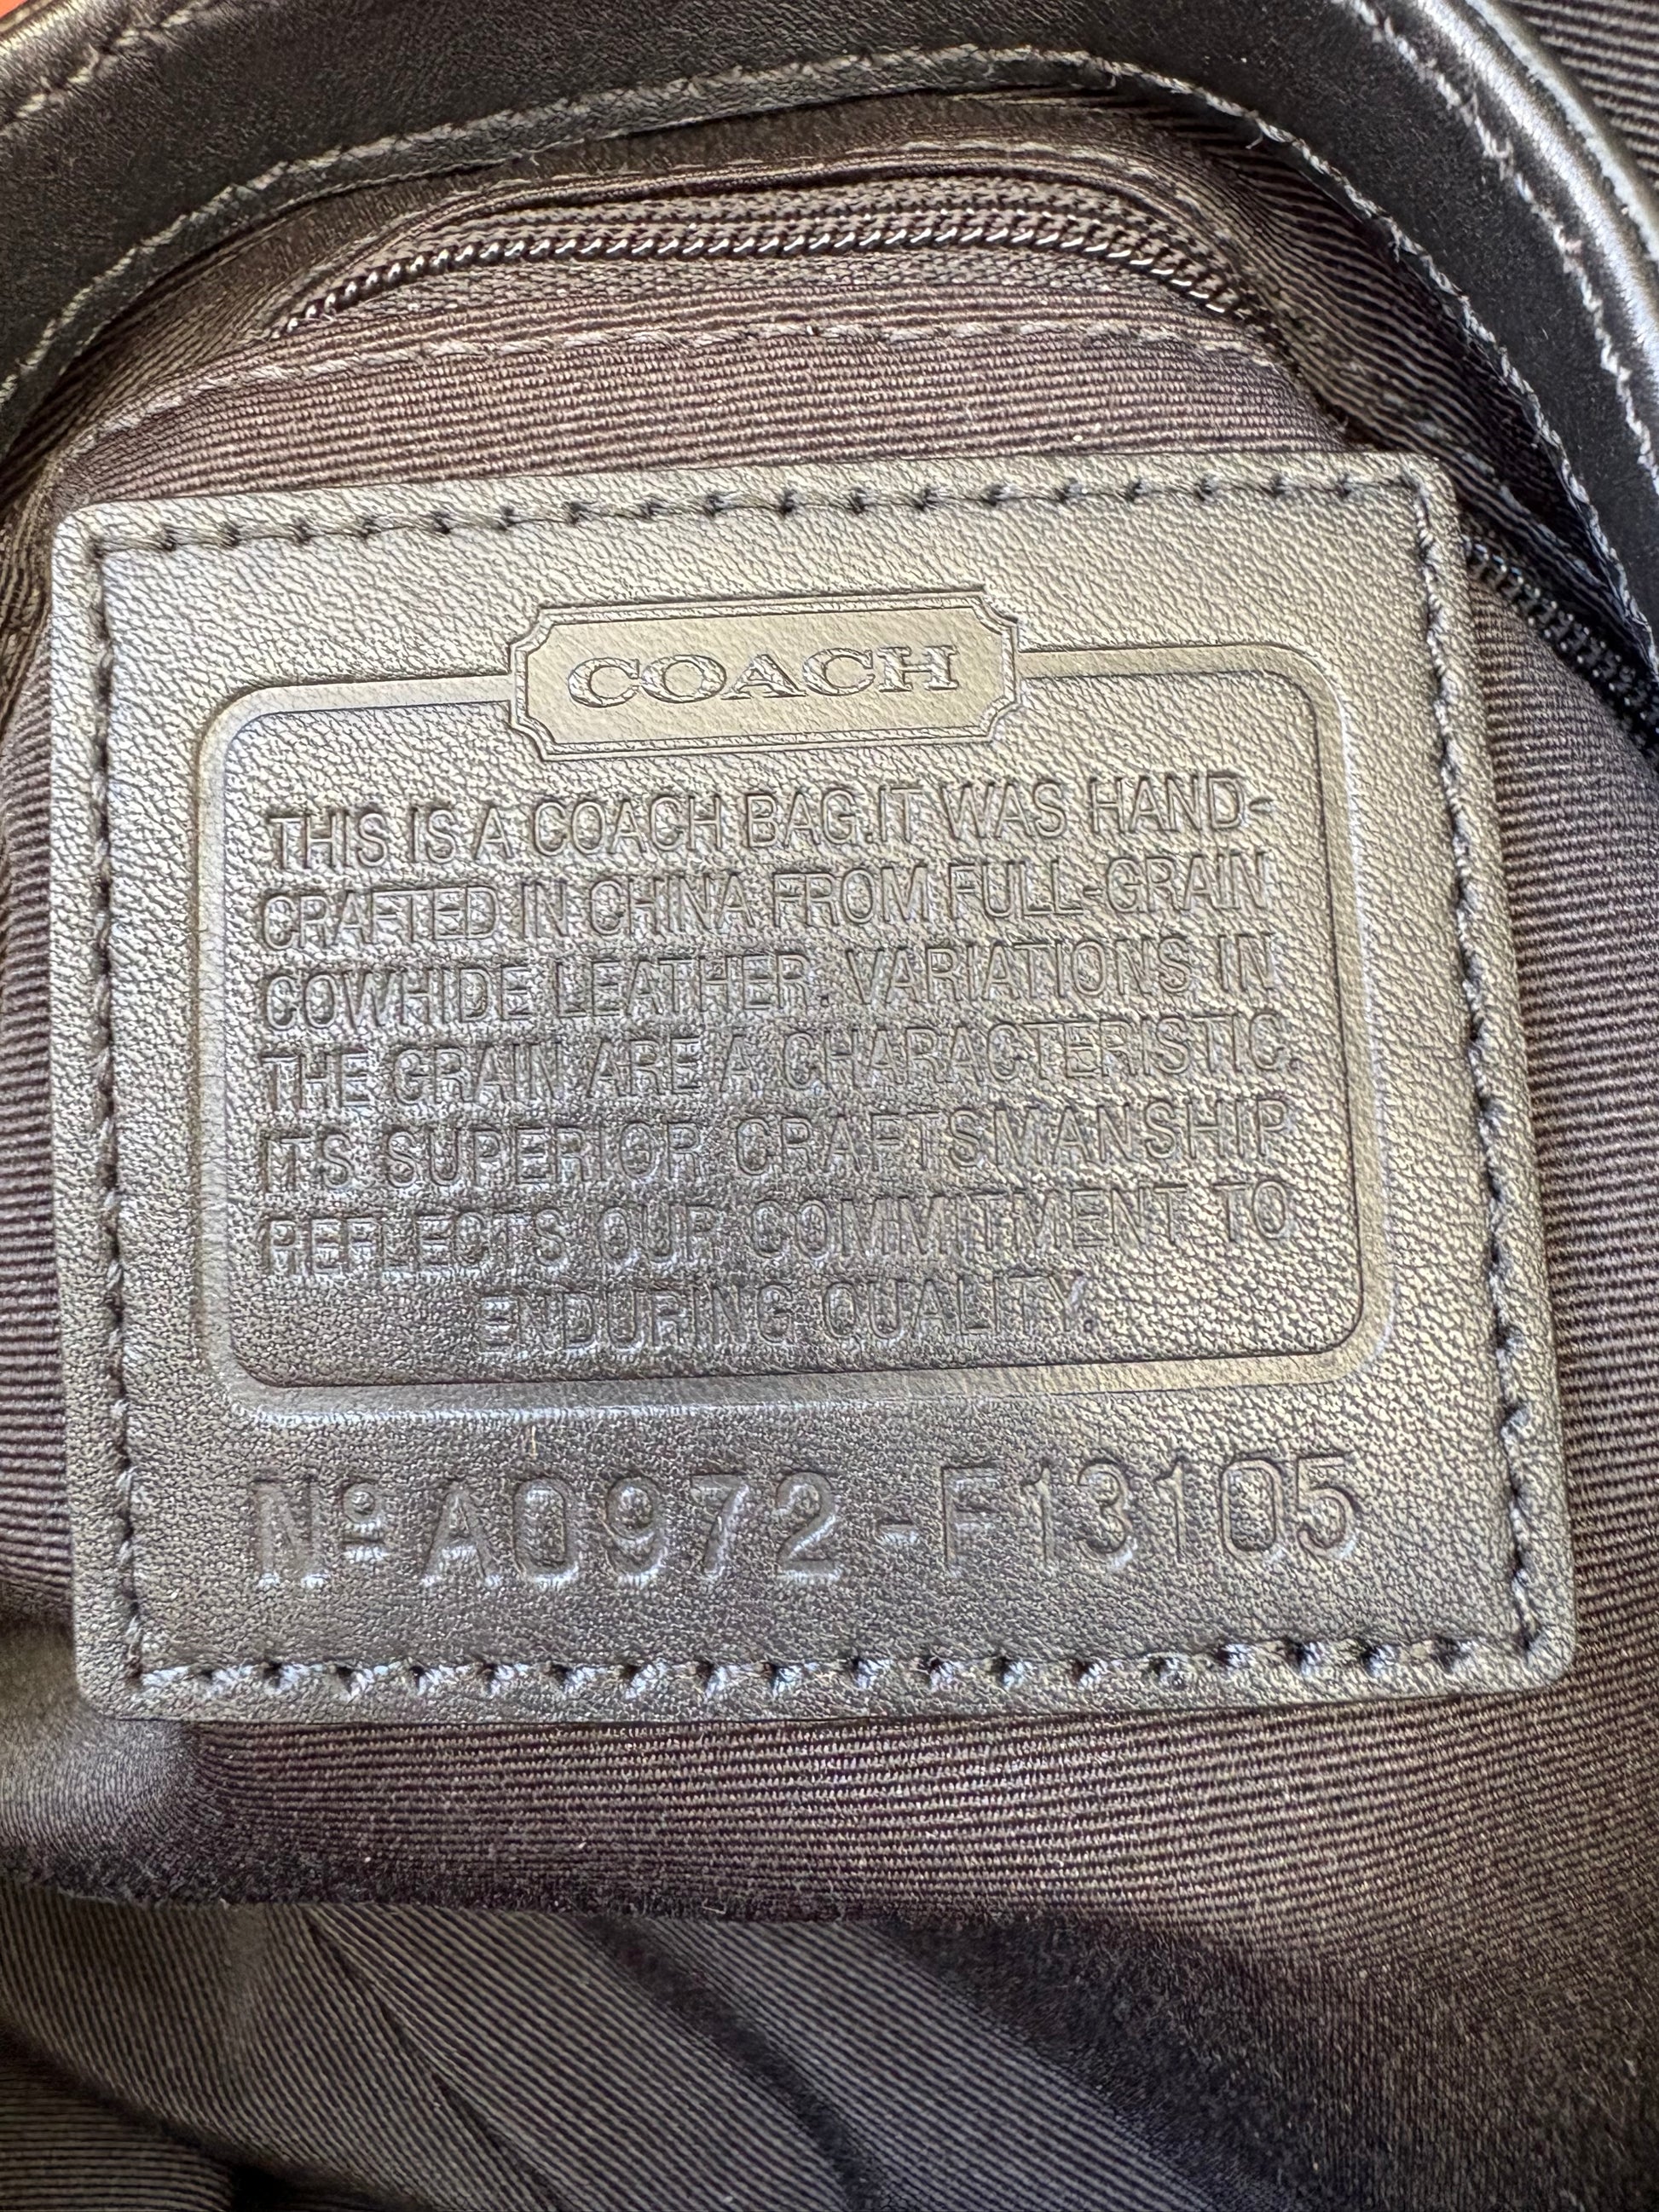 COACH
THIS IS A COACH BAG.IT WAS HAND-
CRAFTED IN CHINA FROM FULL-GRAIN
COWHIDE LEATHER. VARIATIONS IN
THE GRAIN ARE A CHARACTERISTIC.
ITS SUPERIOR CRAFTSMANSHIP
REFLECTS OUR COMMITMENT TO
ENDURING QUALITY.
Nº A0972-F13105